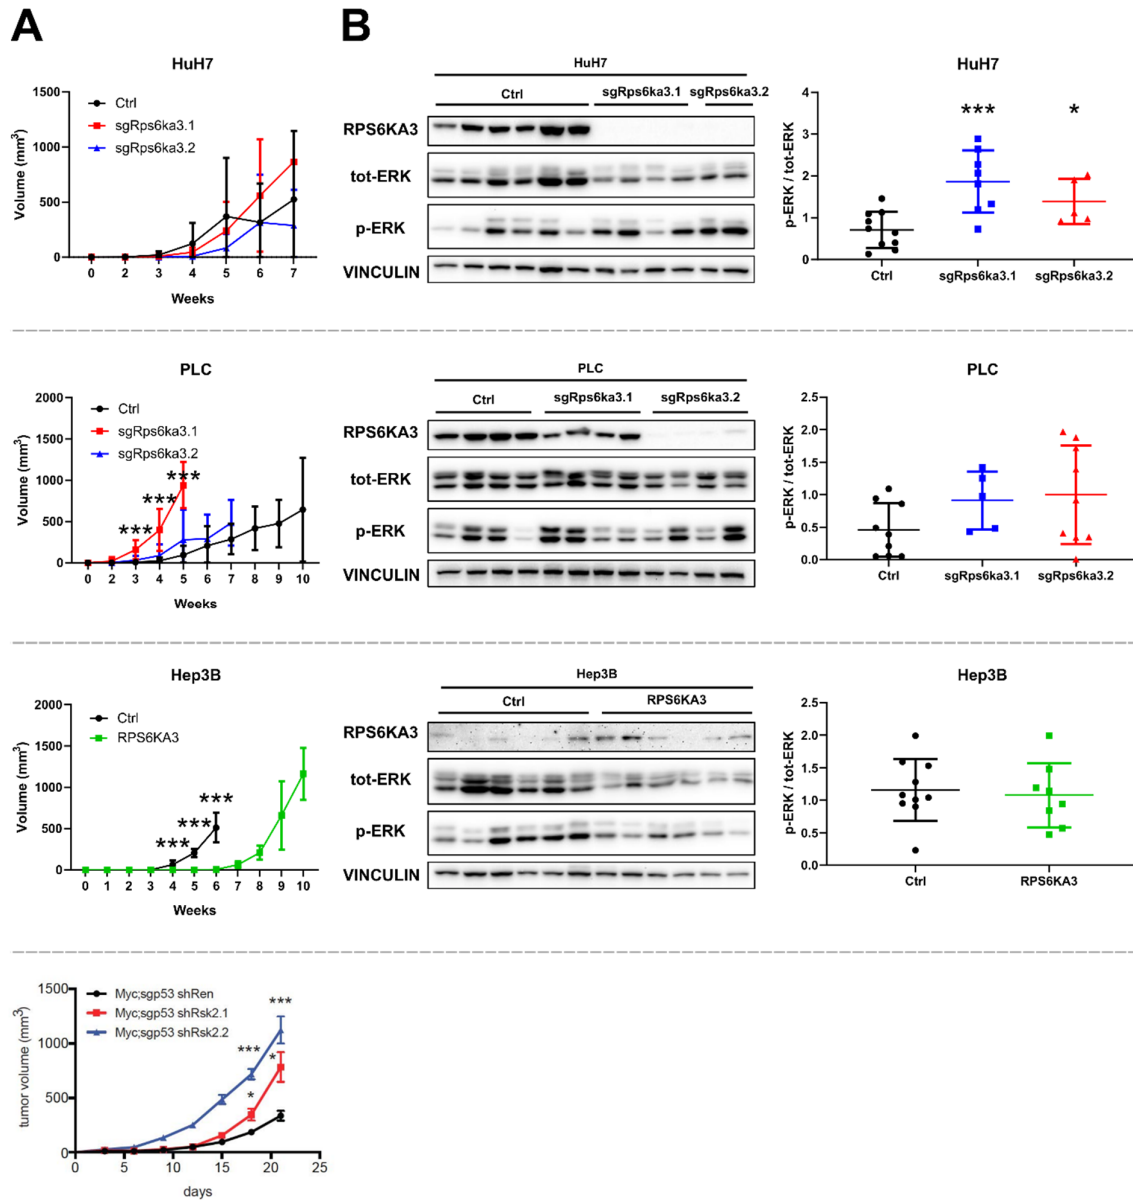 A
B
HuH7
1500
1000
500
0
Volume (mm3)
Ctrl
sgRps6ka3.1
sgRps6ka3.2
0 2 3 4 5 6 7
Weeks
HuH7
Ctrl sgRps6ka3.1 sgRps6ka3.2
RPS6KA3
tot-ERK
p-ERK
VINCULIN
HuH7
4
3
2
1
0
p-ERK / tot-ERK
*** *
Ctrl sgRps6ka3.1 sgRps6ka3.2
PLC
2000
1500
1000
500
0
Volume (mm3)
Ctrl
sgRps6ka3.1
sgRps6ka3.2
***
***
***
0 2 3 4 5 6 7 8 9 10
Weeks
PLC
Ctrl sgRps6ka3.1 sgRps6ka3.2
RPS6KA3
tot-ERK
p-ERK
VINCULIN
PLC
2.5
2.0
1.5
1.0
0.5
0.0
p-ERK / tot-ERK
Ctrl sgRps6ka3.1 sgRps6ka3.2
Hep3B
2000
1500
1000
500
0
Volume (mm3)
Ctrl
RPS6KA3
***
***
***
0 1 2 3 4 5 6 7 8 9 10
Weeks
Hep3B
Ctrl RPS6KA3
RPS6KA3
tot-ERK
p-ERK
VINCULIN
Hep3B
2.5
2.0
1.5
1.0
0.5
0.0
p-ERK / tot-ERK
Ctrl RPS6KA3
1500
1000
500
0
tumor volume (mm3)
Myc;sgp53 shRen
Myc;sgp53 shRsk2.1
Myc;sgp53 shRsk2.2
***
***
*
*
0 5 10 15 20 25
days